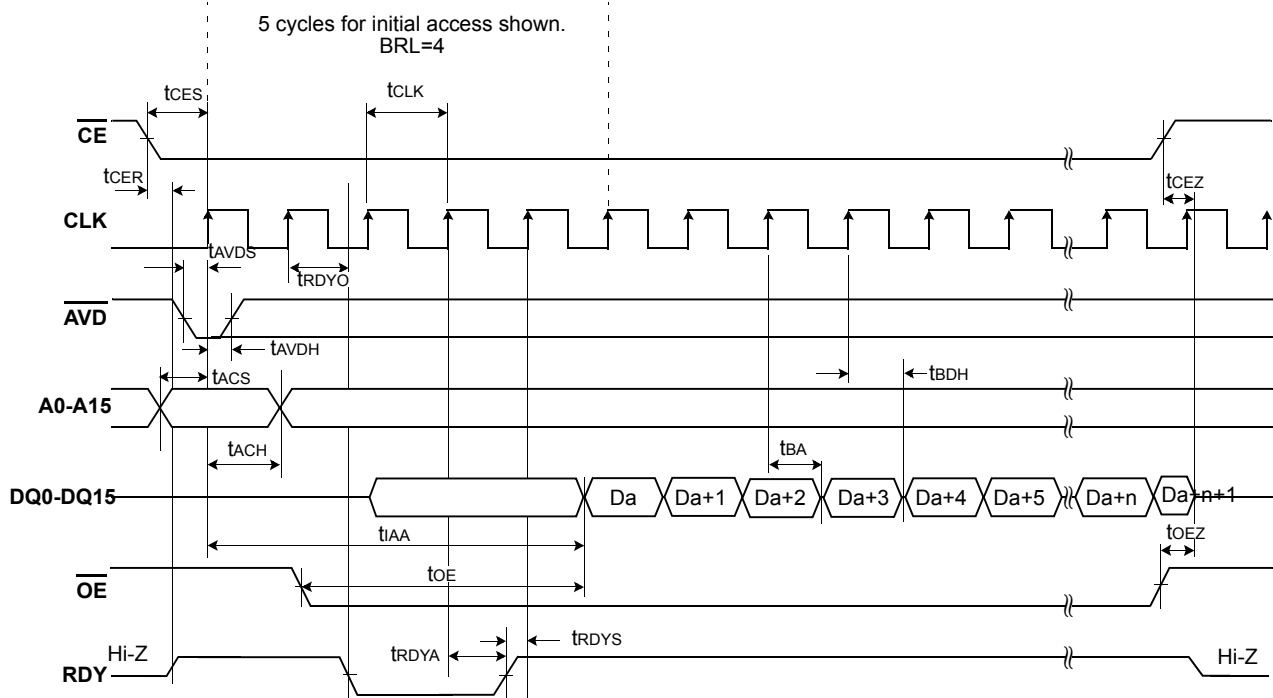 5 cycles for initial access shown.
BRL=4
tCES
tCLK
CE
tCER
tCEZ
CLK
tAVDS
tRDYO
AVD
tAVDH
tACS
tBDH
A0-A15
tACH
tBA
DQ0-DQ15
Da
Da+1
Da+2
Da+3
Da+4
Da+5
Da+n
Da+n+1
tIAA
tOEZ
tOE
OE
tRDYS
Hi-Z
tRDYA
Hi-Z
RDY